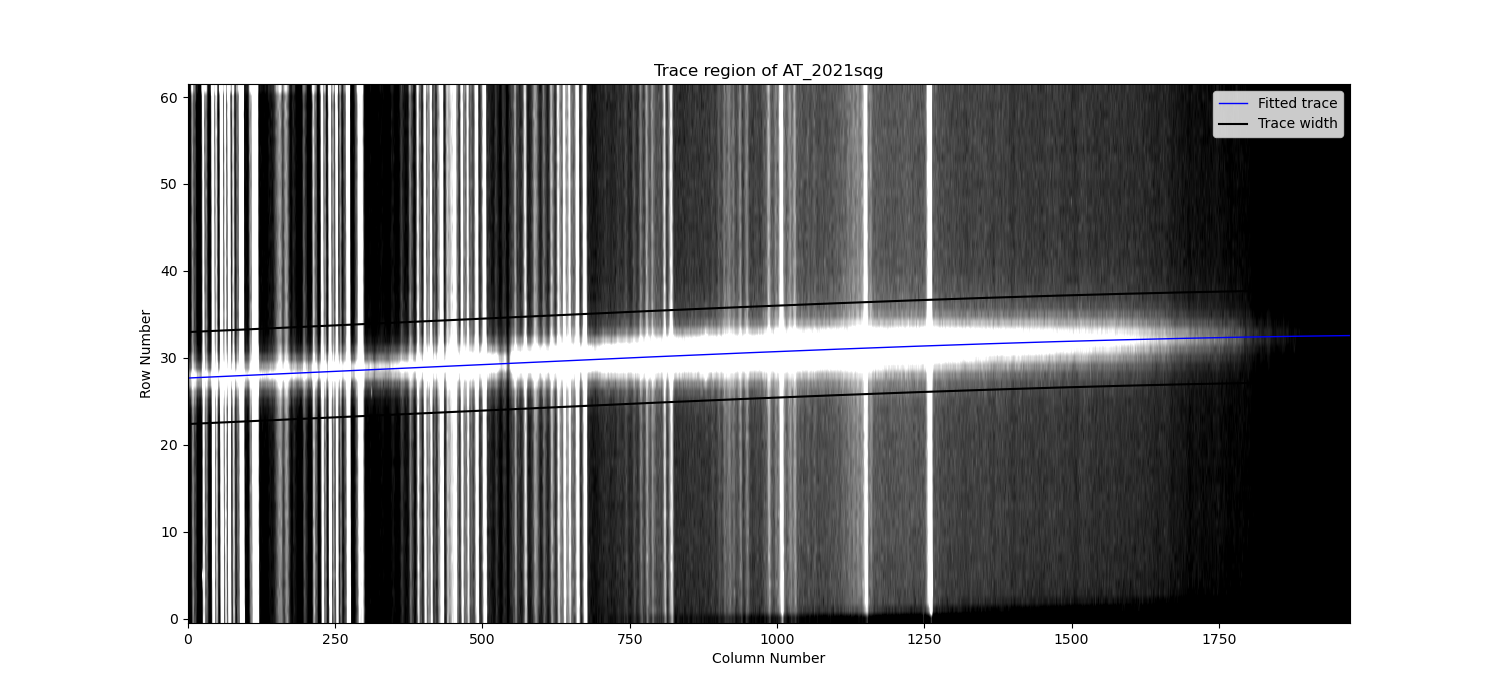 Trace region of AT_2021sqg
Fitted trace
Trace width
60
50
40
30
20
10
0
Row Number
0 250 500 750 1000 1250 1500 1750
Column Number